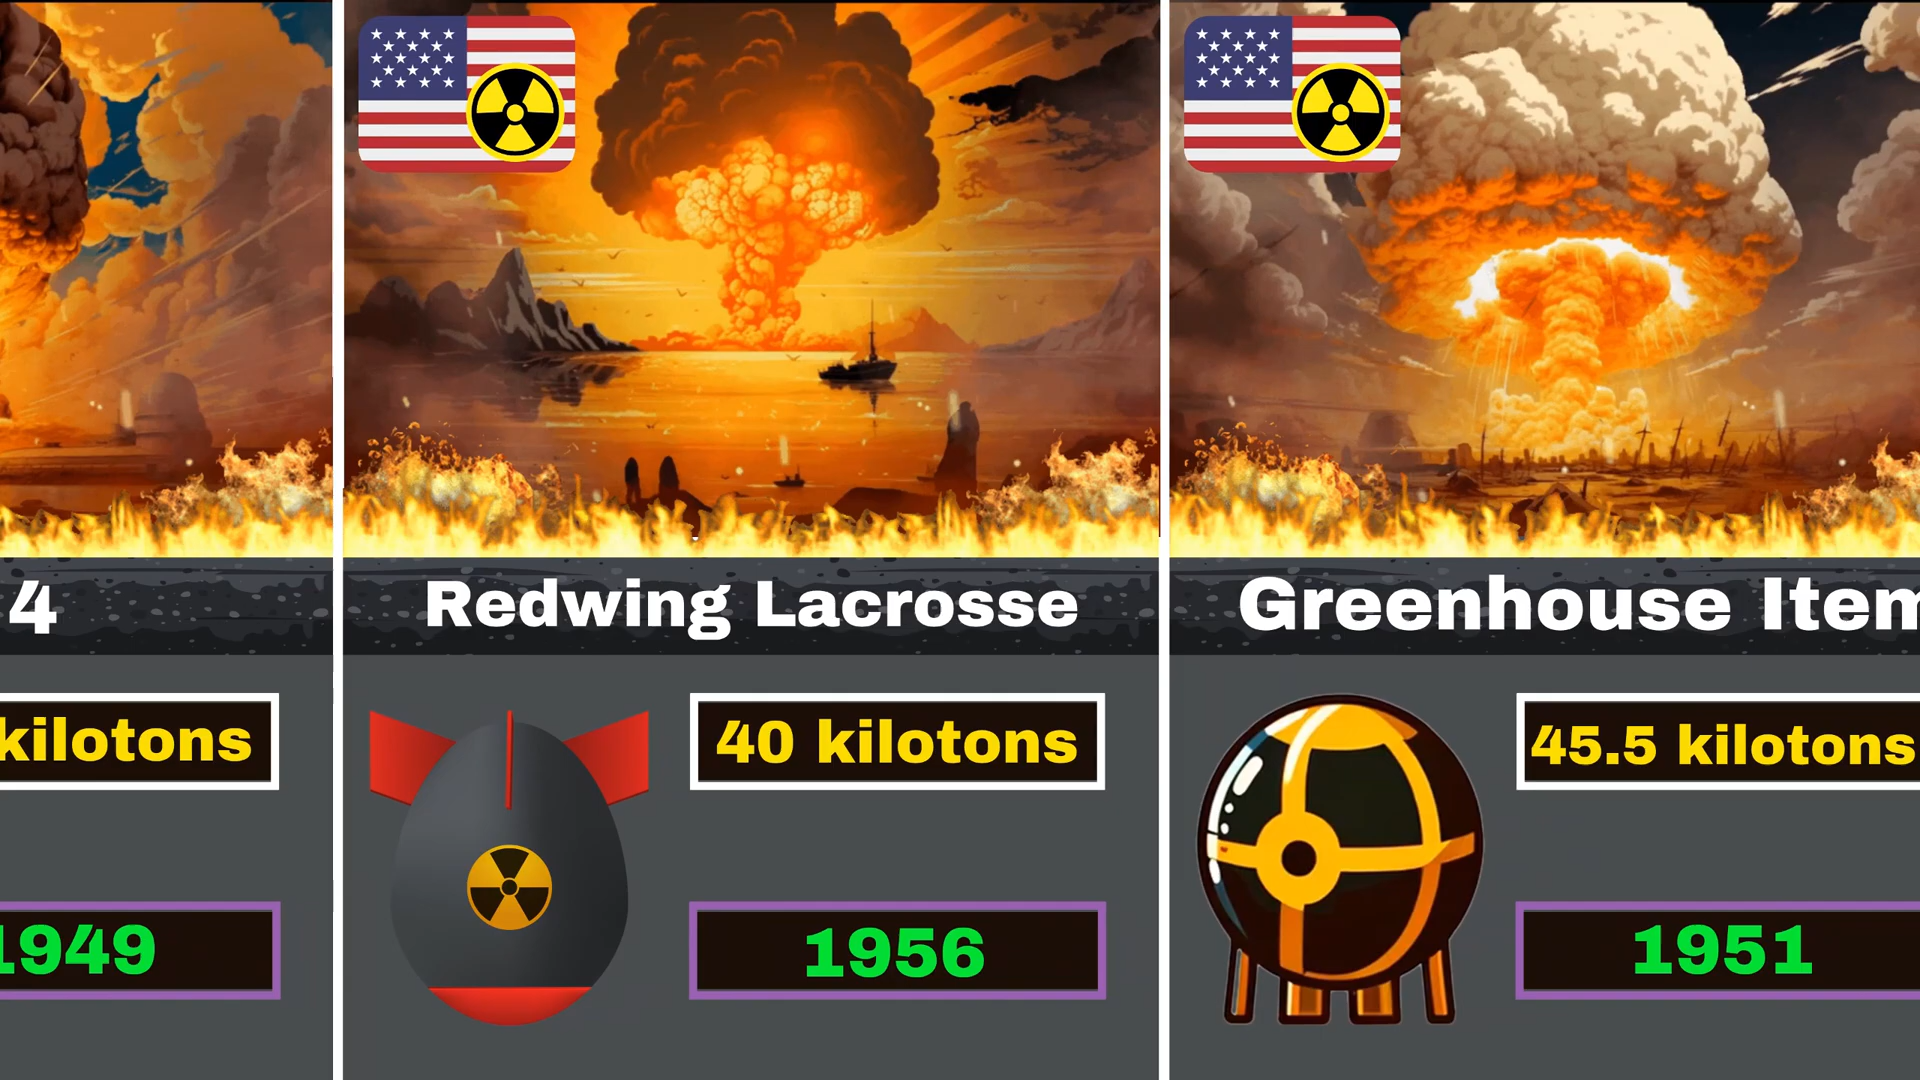 4
kilotons
1949
Redwing Lacrosse
40 kilotons
1956
Greenhouse Item
45.5 kilotons
1951